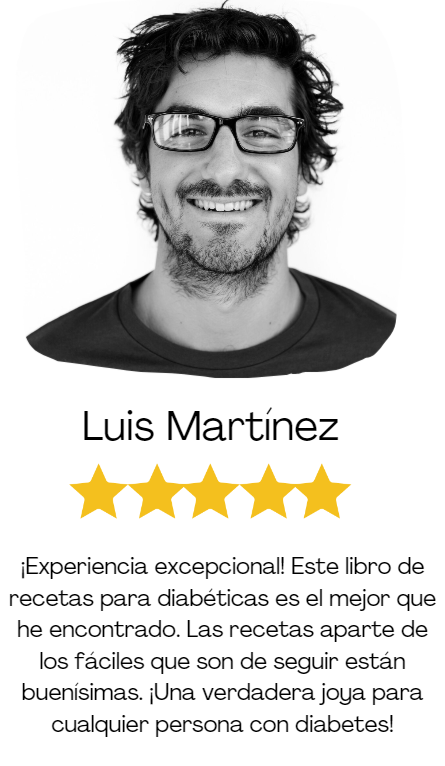 Luis Martínez
¡Experiencia excepcional! Este libro de
recetas para diabéticas es el mejor que
he encontrado. Las recetas aparte de
los fáciles que son de seguir están
buenísimas. ¡Una verdadera joya para
cualquier persona con diabetes!